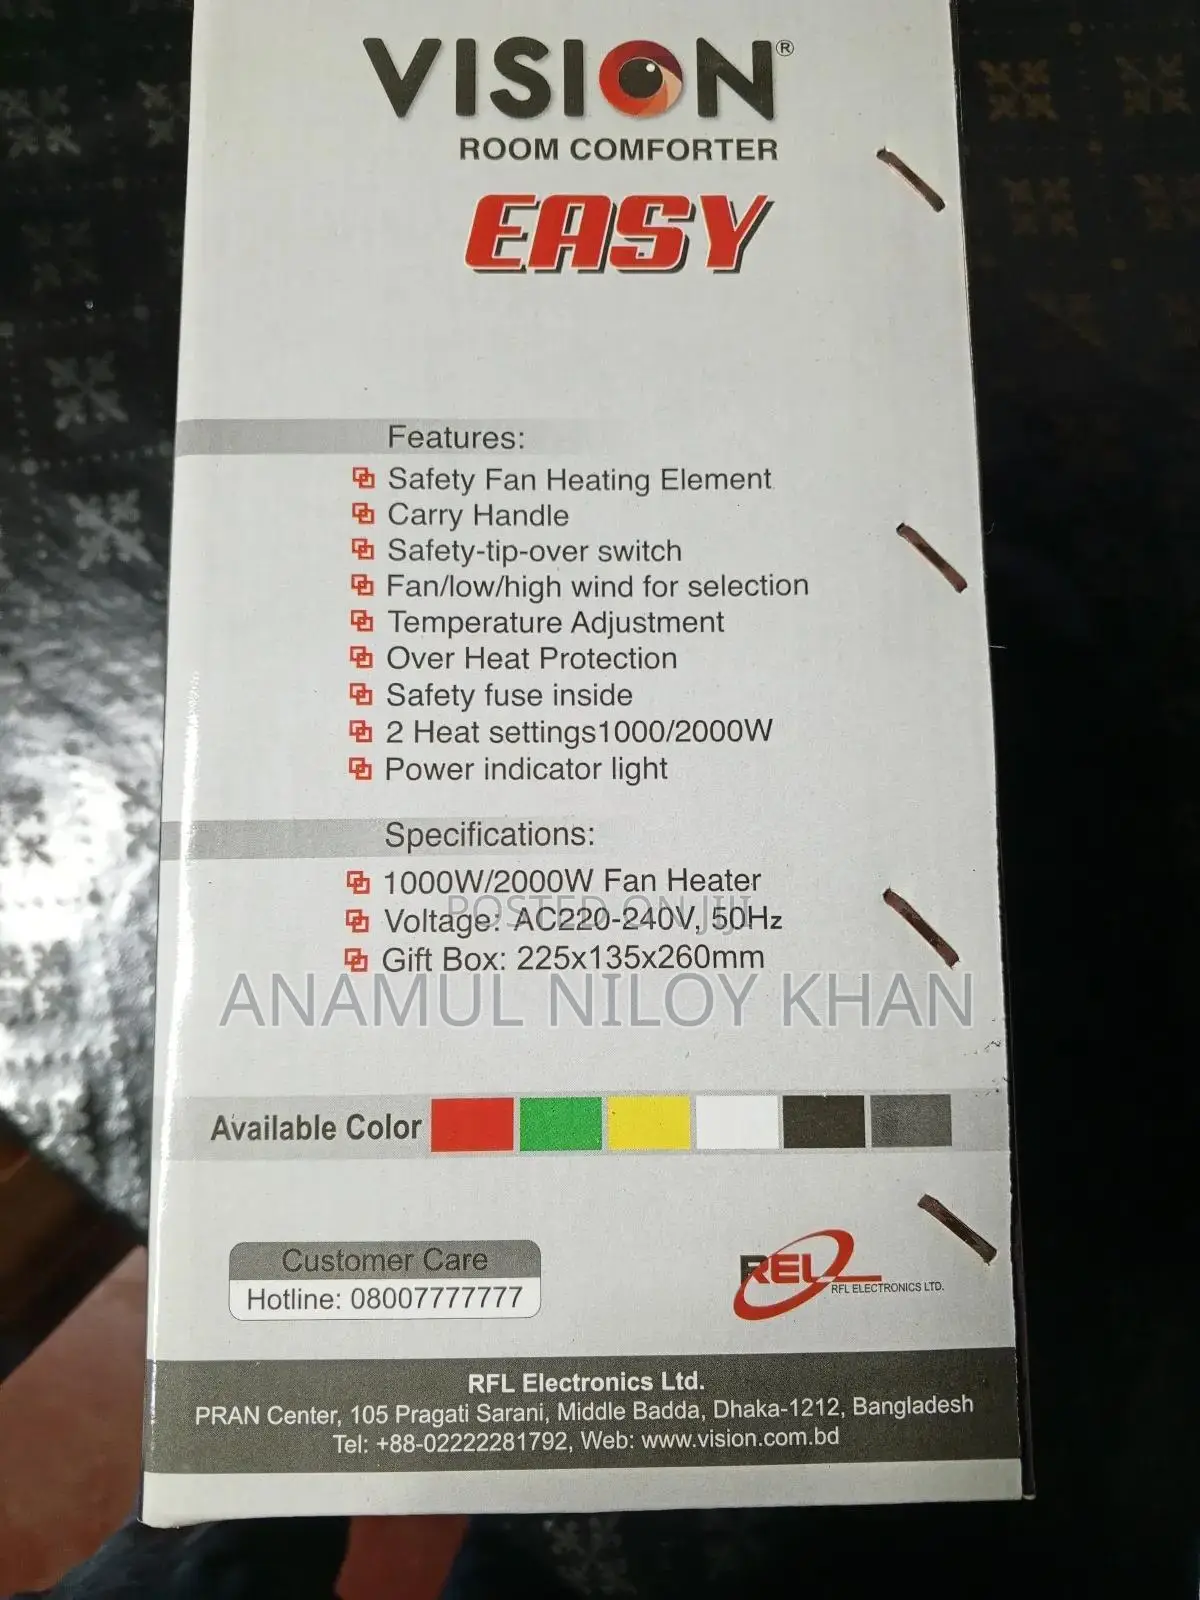 VISION®
ROOM COMFORTER
EASY
Features:
Safety Fan Heating Element
Carry Handle
Safety-tip-over switch
Fan/low/high wind for selection
Temperature Adjustment
Over Heat Protection
Safety fuse inside
2 Heat settings1000/2000W
Power indicator light
Specifications:
1000W/2000W Fan Heater
Voltage: AC220-240V, 50Hz
POSTED ON JIJI
Gift Box: 225x135x260mm
ANAMUL NILOY KHAN
Available Color
Customer Care
Hotline: 08007777777
RFL
RFL ELECTRONICS LTD.
RFL Electronics Ltd.
PRAN Center, 105 Pragati Sarani, Middle Badda, Dhaka-1212, Bangladesh
Tel: +88-02222281792, Web: www.vision.com.bd